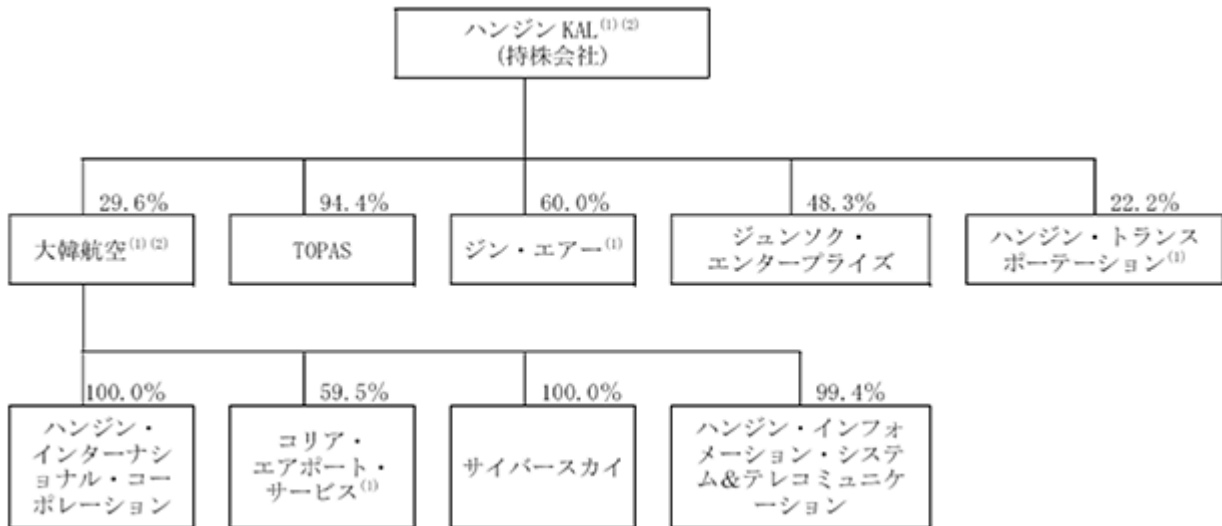 ハンジン KAL(1)(2)
(持株会社)
29.6%
94.4%
60.0%
48.3%
22.2%
大韓航空(1)(2)
TOPAS
ジン・エアー(1)
ジュンソク・
エンタープライズ
ハンジン・トランス
ポーテーション(1)
100.0%
59.5%
100.0%
99.4%
ハンジン・
インターナシ
ョナル・コー
ポレーション
コリア・
エアポート・
サービス(1)
サイバースカイ
ハンジン・インフォ
メーション・システ
ム&テレコミュニケ
ーション